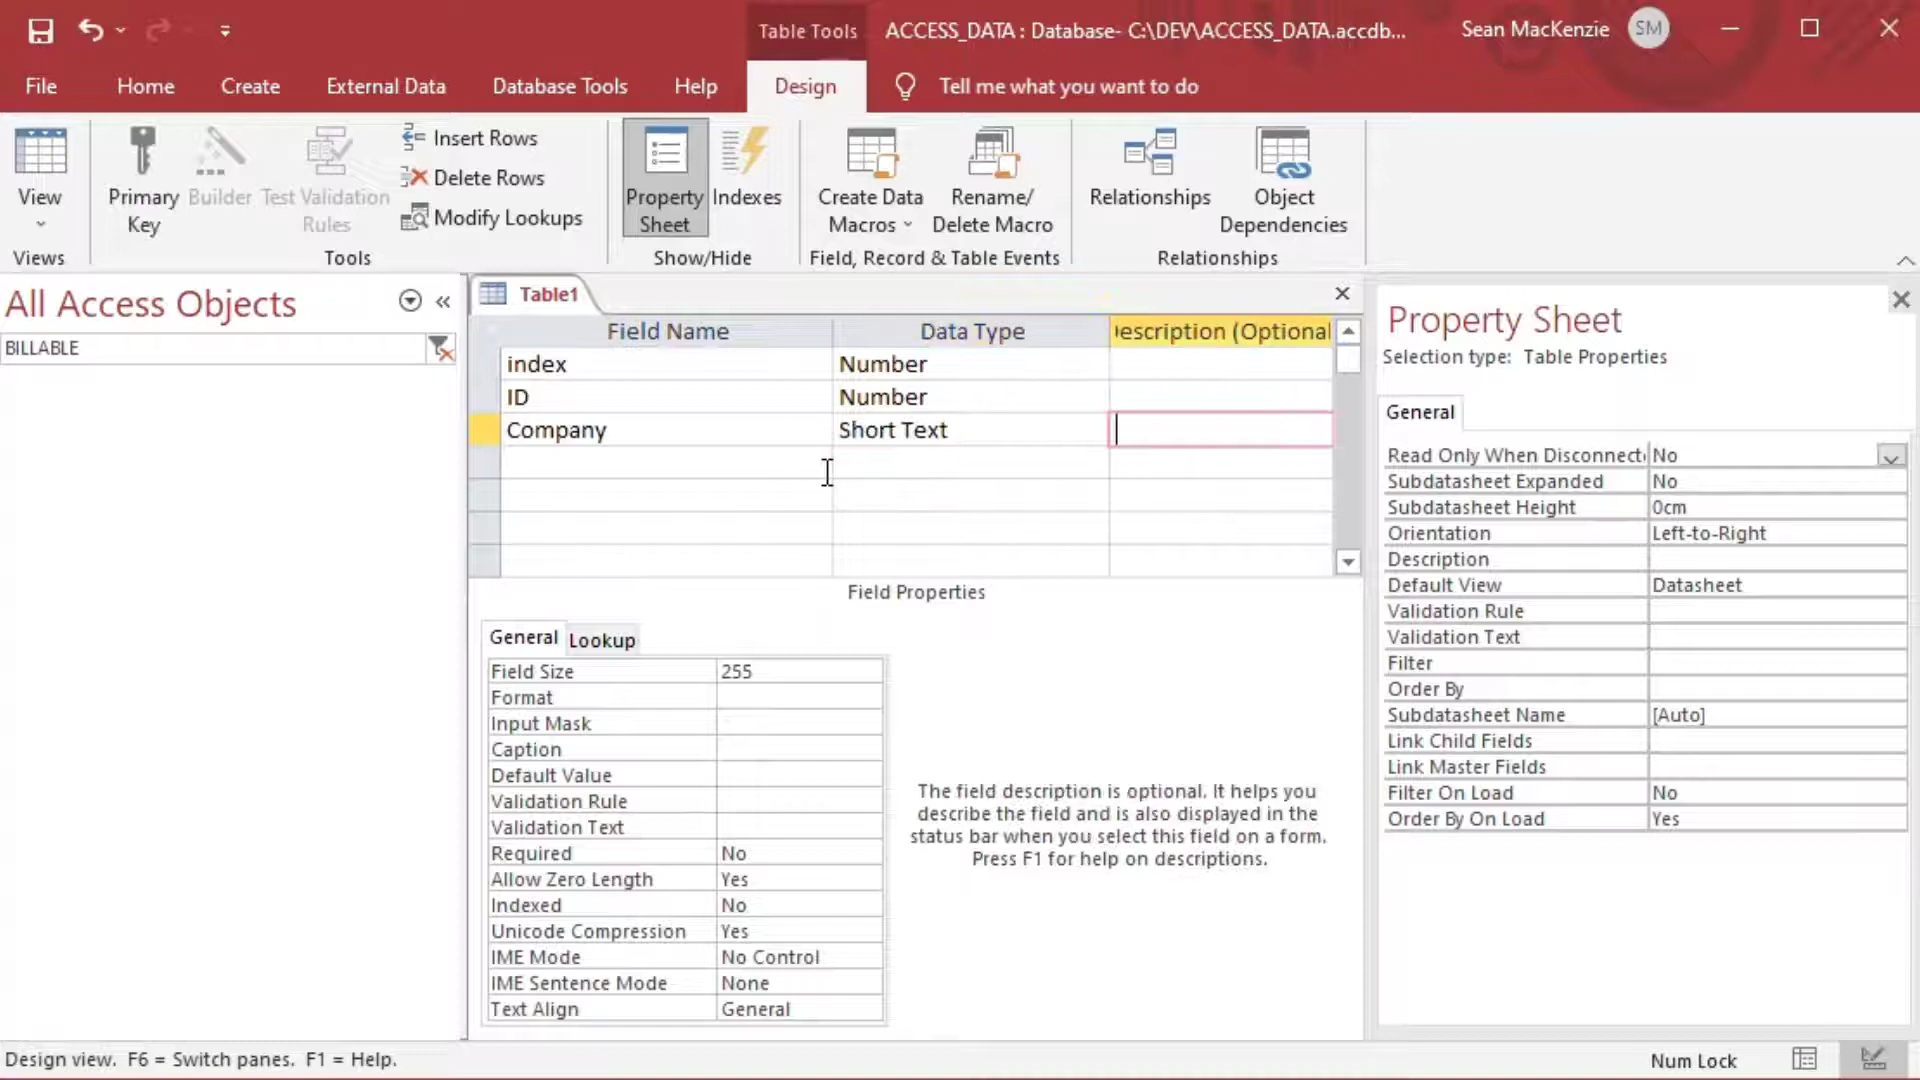 Table Tools
ACCESS_DATA : Database- C:\DEV\ACCESS_DATA.accdb...
Sean MacKenzie
SM
File
Home
Create
External Data
Database Tools
Help
Design
Tell me what you want to do
View
Primary Key
Builder
Test Validation Rules
Insert Rows
Delete Rows
Modify Lookups
Property Sheet
Indexes
Create Data Macros
Rename/ Delete Macro
Relationships
Object Dependencies
Views
Tools
Show/Hide
Field, Record & Table Events
Relationships
All Access Objects
BILLABLE
Table1
Field Name Data Type escription (Optional
index Number
ID Number
Company Short Text
Field Properties
General Lookup
Field Size 255
Format
Input Mask
Caption
Default Value
Validation Rule
Validation Text
Required No
Allow Zero Length Yes
Indexed No
Unicode Compression Yes
IME Mode No Control
IME Sentence Mode None
Text Align General
The field description is optional. It helps you
describe the field and is also displayed in the
status bar when you select this field on a form.
Press F1 for help on descriptions.
Property Sheet
Selection type: Table Properties
General
Read Only When Disconnect No
Subdatasheet Expanded No
Subdatasheet Height 0cm
Orientation Left-to-Right
Description
Default View Datasheet
Validation Rule
Validation Text
Filter
Order By
Subdatasheet Name [Auto]
Link Child Fields
Link Master Fields
Filter On Load No
Order By On Load Yes
Design view. F6 = Switch panes. F1 = Help.
Num Lock